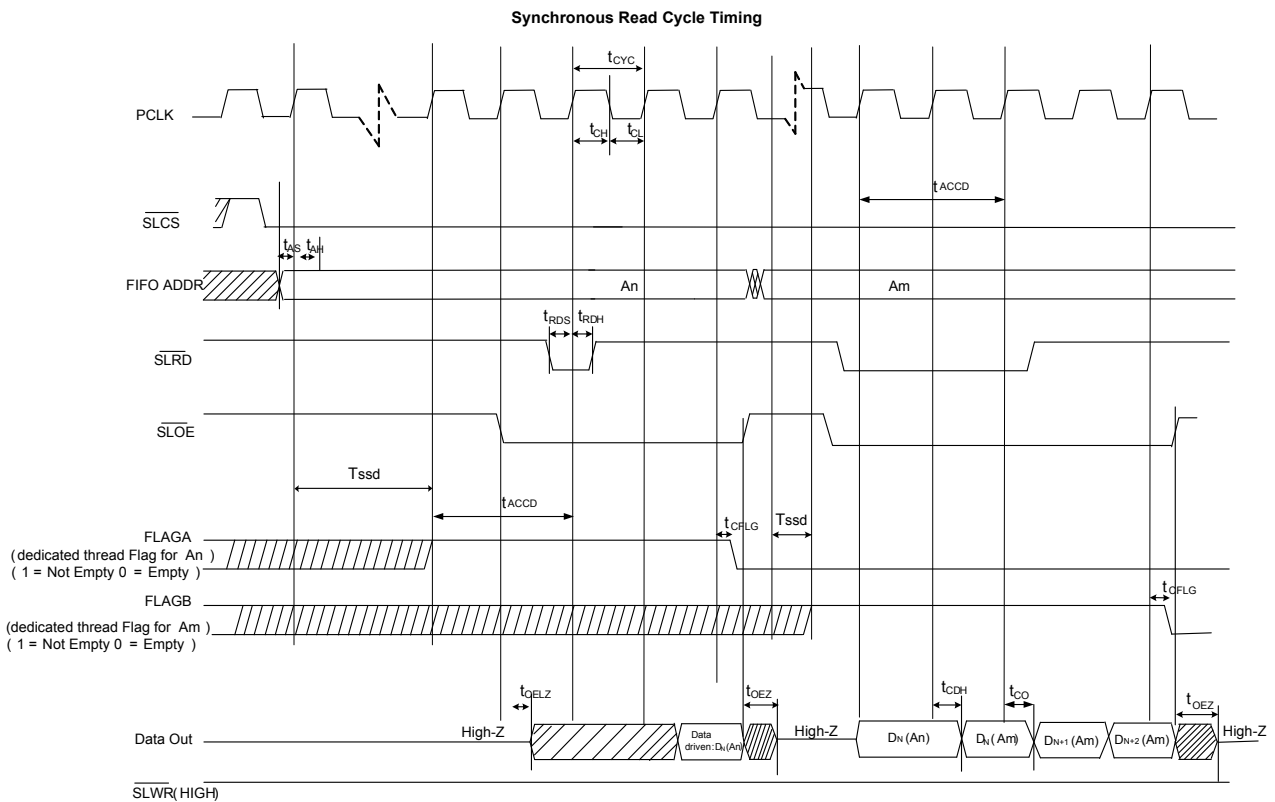 Synchronous Read Cycle Timing
tCYC
PCLK
tCH
tCL
tACCD
SLCS
tAS
tAH
FIFO ADDR
An
Am
tRDS
tRDH
SLRD
SLOE
Tssd
tACCD
FLAGA
(dedicated thread Flag for An )
( 1 = Not Empty 0 = Empty )
tCFLG
Tssd
FLAGB
(dedicated thread Flag for Am )
( 1 = Not Empty 0 = Empty )
tCFLG
tOELZ
tOEZ
tCDH
tCO
tOEZ
Data Out
High-Z
Data
driven:DN(An)
High-Z
DN(An)
DN(Am)
DN+1(Am)
DN+2(Am)
High-Z
SLWR(HIGH)